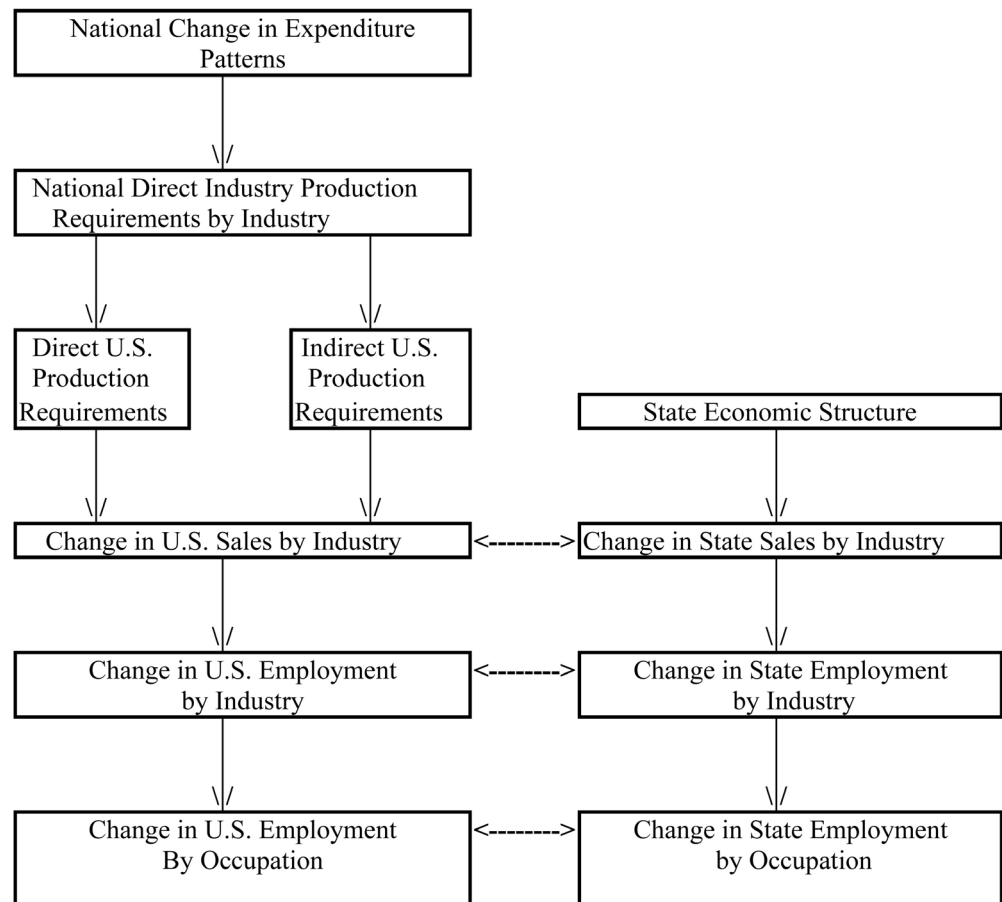 National Change in Expenditure
Patterns
National Direct Industry Production
Requirements by Industry
Direct U.S.
Production
Requirements
Indirect U.S.
Production
Requirements
State Economic Structure
Change in U.S. Sales by Industry
<-------->
Change in State Sales by Industry
Change in U.S. Employment
by Industry
<-------->
Change in State Employment
by Industry
Change in U.S. Employment
By Occupation
<-------->
Change in State Employment
by Occupation